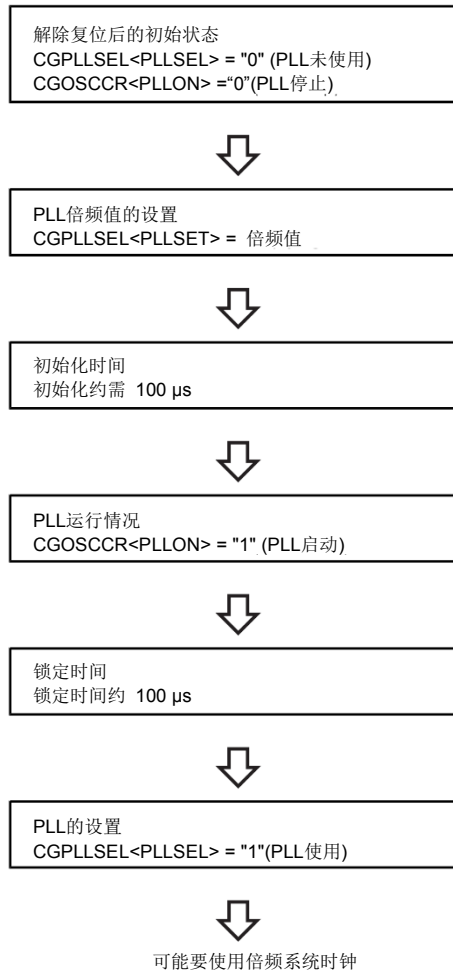 解除复位后的初始状态
CGPLLSEL<PLLSEL> = "0" (PLL未使用)
CGOSCCR<PLLON> =“0”(PLL停止)
PLL倍频值的设置
CGPLLSEL<PLLSET> = 倍频值
初始化时间
初始化约需 100 µs
PLL运行情况
CGOSCCR<PLLON> = "1" (PLL启动)
锁定时间
锁定时间约 100 µs
PLL的设置
CGPLLSEL<PLLSEL> = "1"(PLL使用)
可能要使用倍频系统时钟